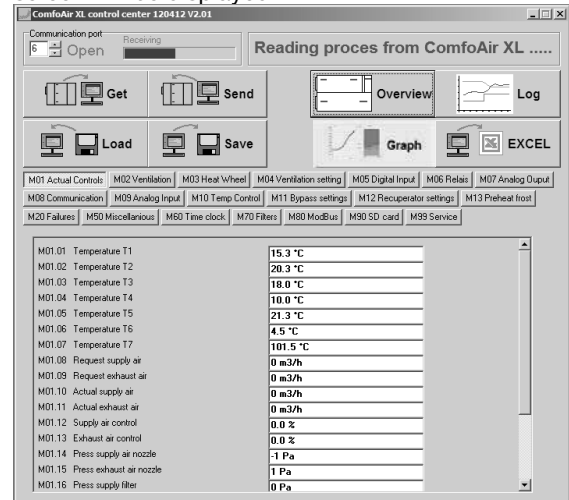 ComfoAir XL control center 120412 V2.01
Communication port
6 Open
Receiving
Reading proces from ComfoAir XL .....
Get
Send
Overview
Log
Load
Save
Graph
EXCEL
M01 Actual Controls M02 Ventilation M03 Heat Wheel M04 Ventilation setting M05 Digital Input M06 Relais M07 Analog Ouput
M08 Communication M09 Analog Input M10 Temp Control M11 Bypass settings M12 Recuperator settings M13 Preheat frost
M20 Failures M50 Miscellanious M60 Time clock M70 Filters M80 ModBus M90 SD card M99 Service
M01.01 Temperature T1 15.3 °C
M01.02 Temperature T2 20.3 °C
M01.03 Temperature T3 18.0 °C
M01.04 Temperature T4 10.0 °C
M01.05 Temperature T5 21.3 °C
M01.06 Temperature T6 4.5 °C
M01.07 Temperature T7 101.5 °C
M01.08 Request supply air 0 m3/h
M01.09 Request exhaust air 0 m3/h
M01.10 Actual supply air 0 m3/h
M01.11 Actual exhaust air 0 m3/h
M01.12 Supply air control 0.0 %
M01.13 Exhaust air control 0.0 %
M01.14 Press supply air nozzle -1 Pa
M01.15 Press exhaust air nozzle 1 Pa
M01.16 Press supply filter 0 Pa